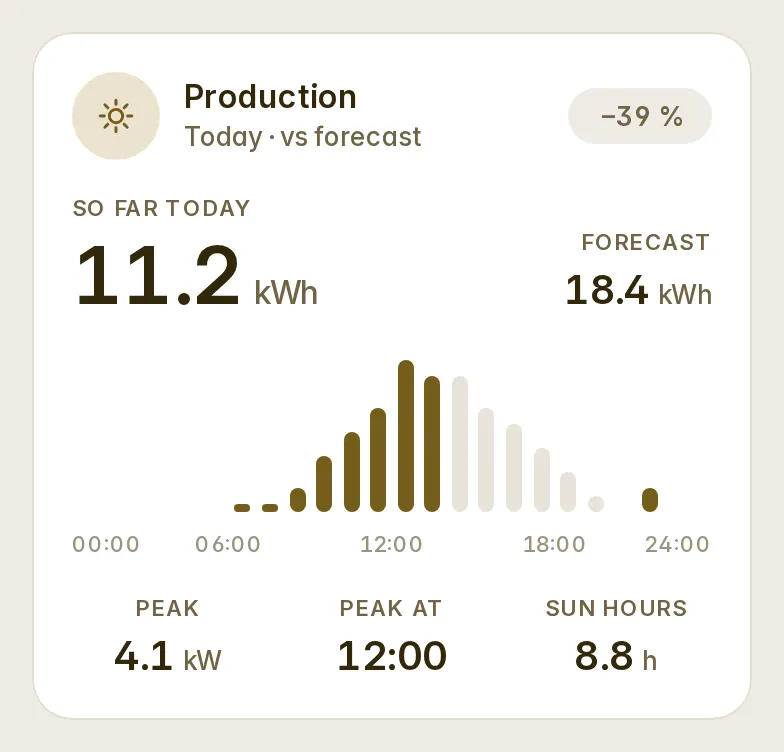 Production
Today · vs forecast
–39 %
SO FAR TODAY
11.2 kWh
FORECAST
18.4 kWh
00:00 06:00 12:00 18:00 24:00
PEAK PEAK AT SUN HOURS
4.1 kW 12:00 8.8 h